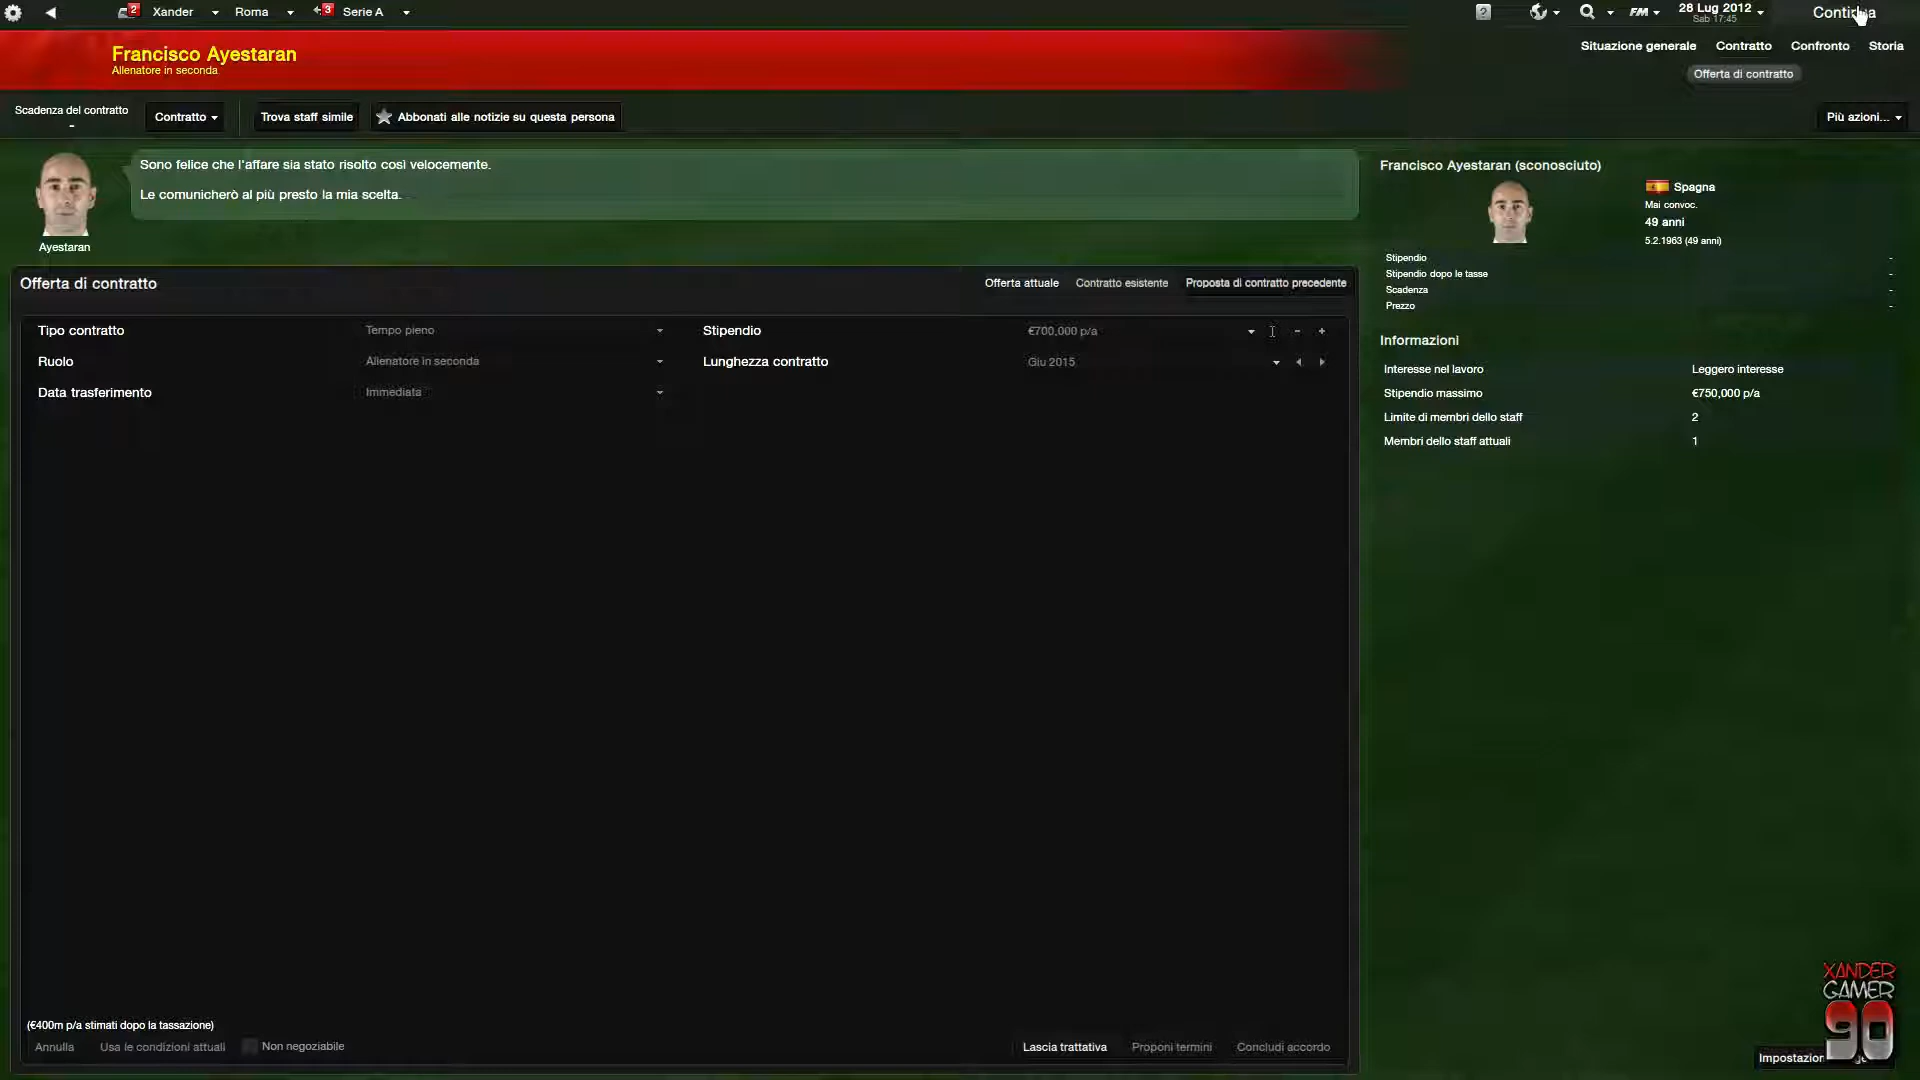 2 Xander Roma 3 Serie A
? FM 28 Lug 2012
Sab 17:45
Francisco Ayestaran
Allenatore in seconda
Situazione generale Contratto Confronto Storia
Offerta di contratto
Scadenza del contratto
-
Contratto
Trova staff simile
Abbonati alle notizie su questa persona
Più azioni...
Sono felice che l'affare sia stato risolto così velocemente.
Le comunicherò al più presto la mia scelta.
Ayestaran
Francisco Ayestaran (sconosciuto)
Spagna
Mai convoc.
49 anni
5.2.1963 (49 anni)
Stipendio -
Stipendio dopo le tasse -
Scadenza -
Prezzo -
Informazioni
Interesse nel lavoro Leggero interesse
Stipendio massimo €750,000 p/a
Limite di membri dello staff 2
Membri dello staff attuali 1
Offerta di contratto
Offerta attuale Contratto esistente Proposta di contratto precedente
Tipo contratto Tempo pieno Stipendio €700,000 p/a - +
Ruolo Allenatore in seconda Lunghezza contratto Giu 2015
Data trasferimento Immediata
(€400m p/a stimati dopo la tassazione)
Annulla Usa le condizioni attuali Non negoziabile
Lascia trattativa Proponi termini Concludi accordo
XANDER
GAMER
90